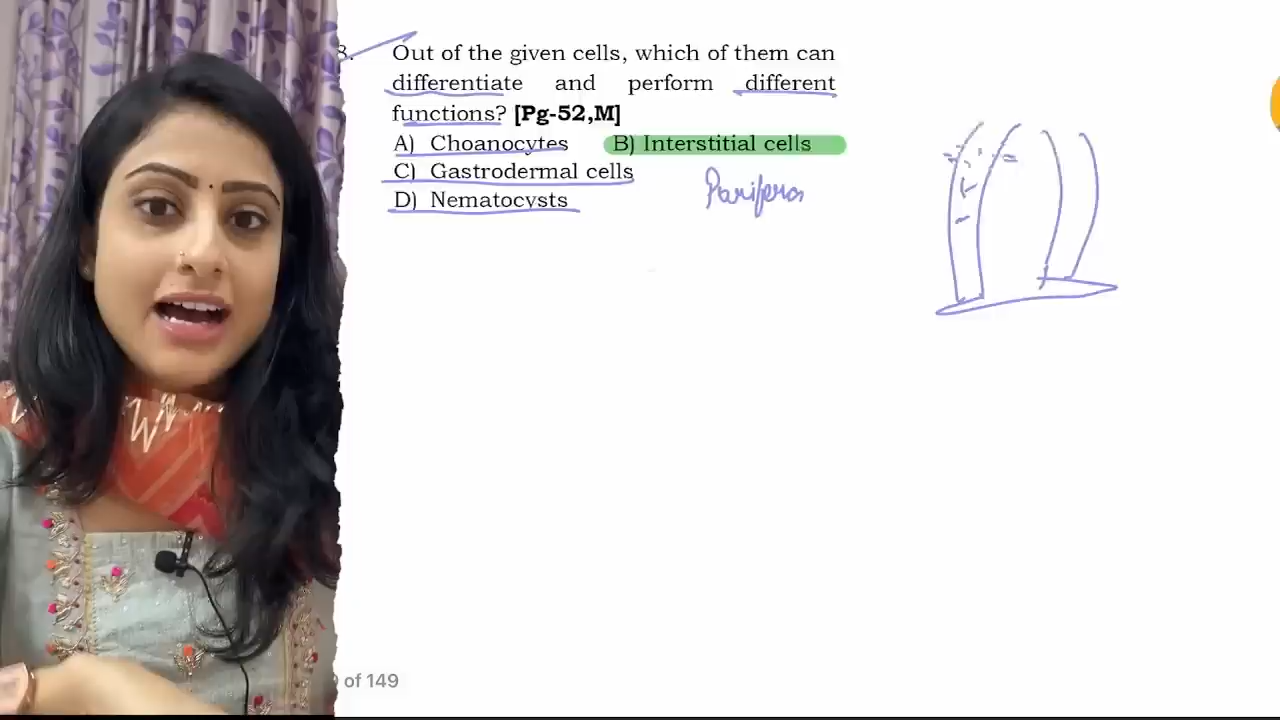 8. Out of the given cells, which of them can
differentiate and perform different
functions? [Pg-52,M]
A) Choanocytes B) Interstitial cells
C) Gastrodermal cells
D) Nematocysts
Porifera
of 149